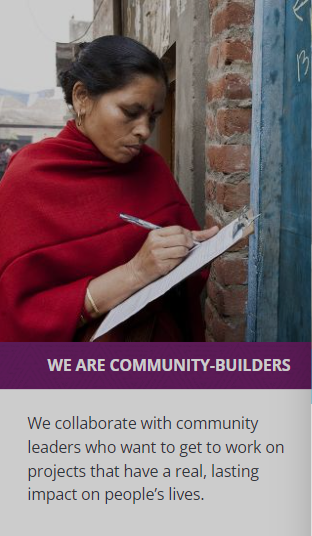 WE ARE COMMUNITY-BUILDERS
We collaborate with community
leaders who want to get to work on
projects that have a real, lasting
impact on people's lives.